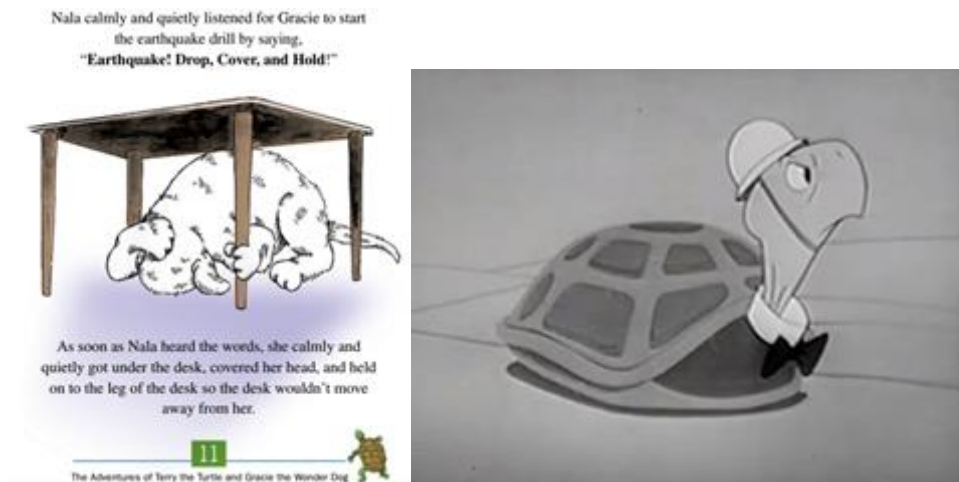 Nala calmly and quietly listened for Gracie to start
the earthquake drill by saying,
“Earthquake! Drop, Cover, and Hold!”
As soon as Nala heard the words, she calmly and
quietly got under the desk, covered her head, and held
on to the leg of the desk so the desk wouldn’t move
away from her.
11
The Adventures of Terry the Turtle and Gracie the Wonder Dog